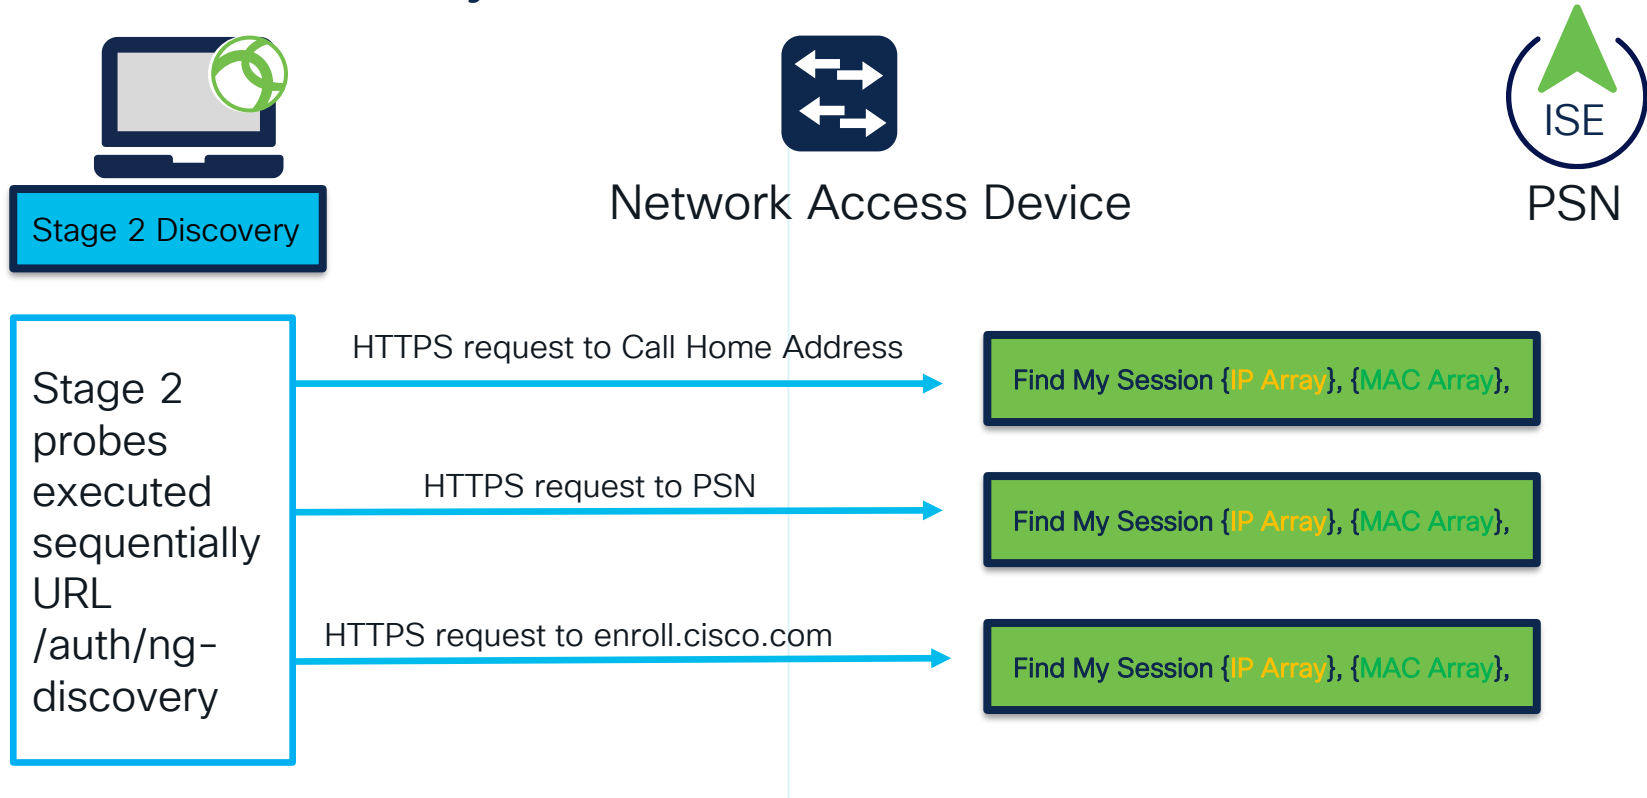 ISE
Network Access Device
PSN
Stage 2 Discovery
Stage 2
probes
executed
sequentially
URL
/auth/ng-
discovery
HTTPS request to Call Home Address
Find My Session {IP Array}, {MAC Array},
HTTPS request to PSN
Find My Session {IP Array}, {MAC Array},
HTTPS request to enroll.cisco.com
Find My Session {IP Array}, {MAC Array},